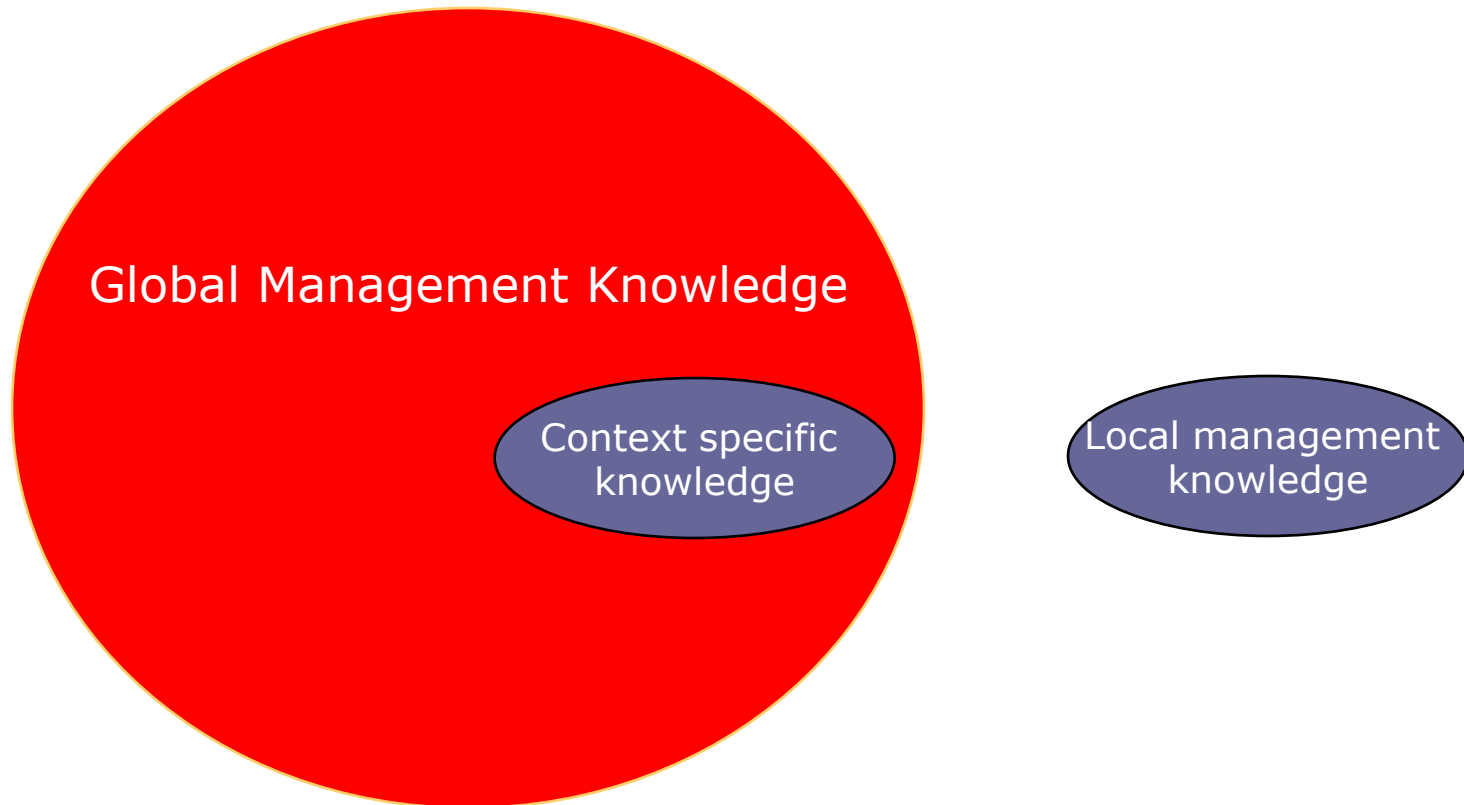 Global Management Knowledge
Context specific
knowledge
Local management
knowledge